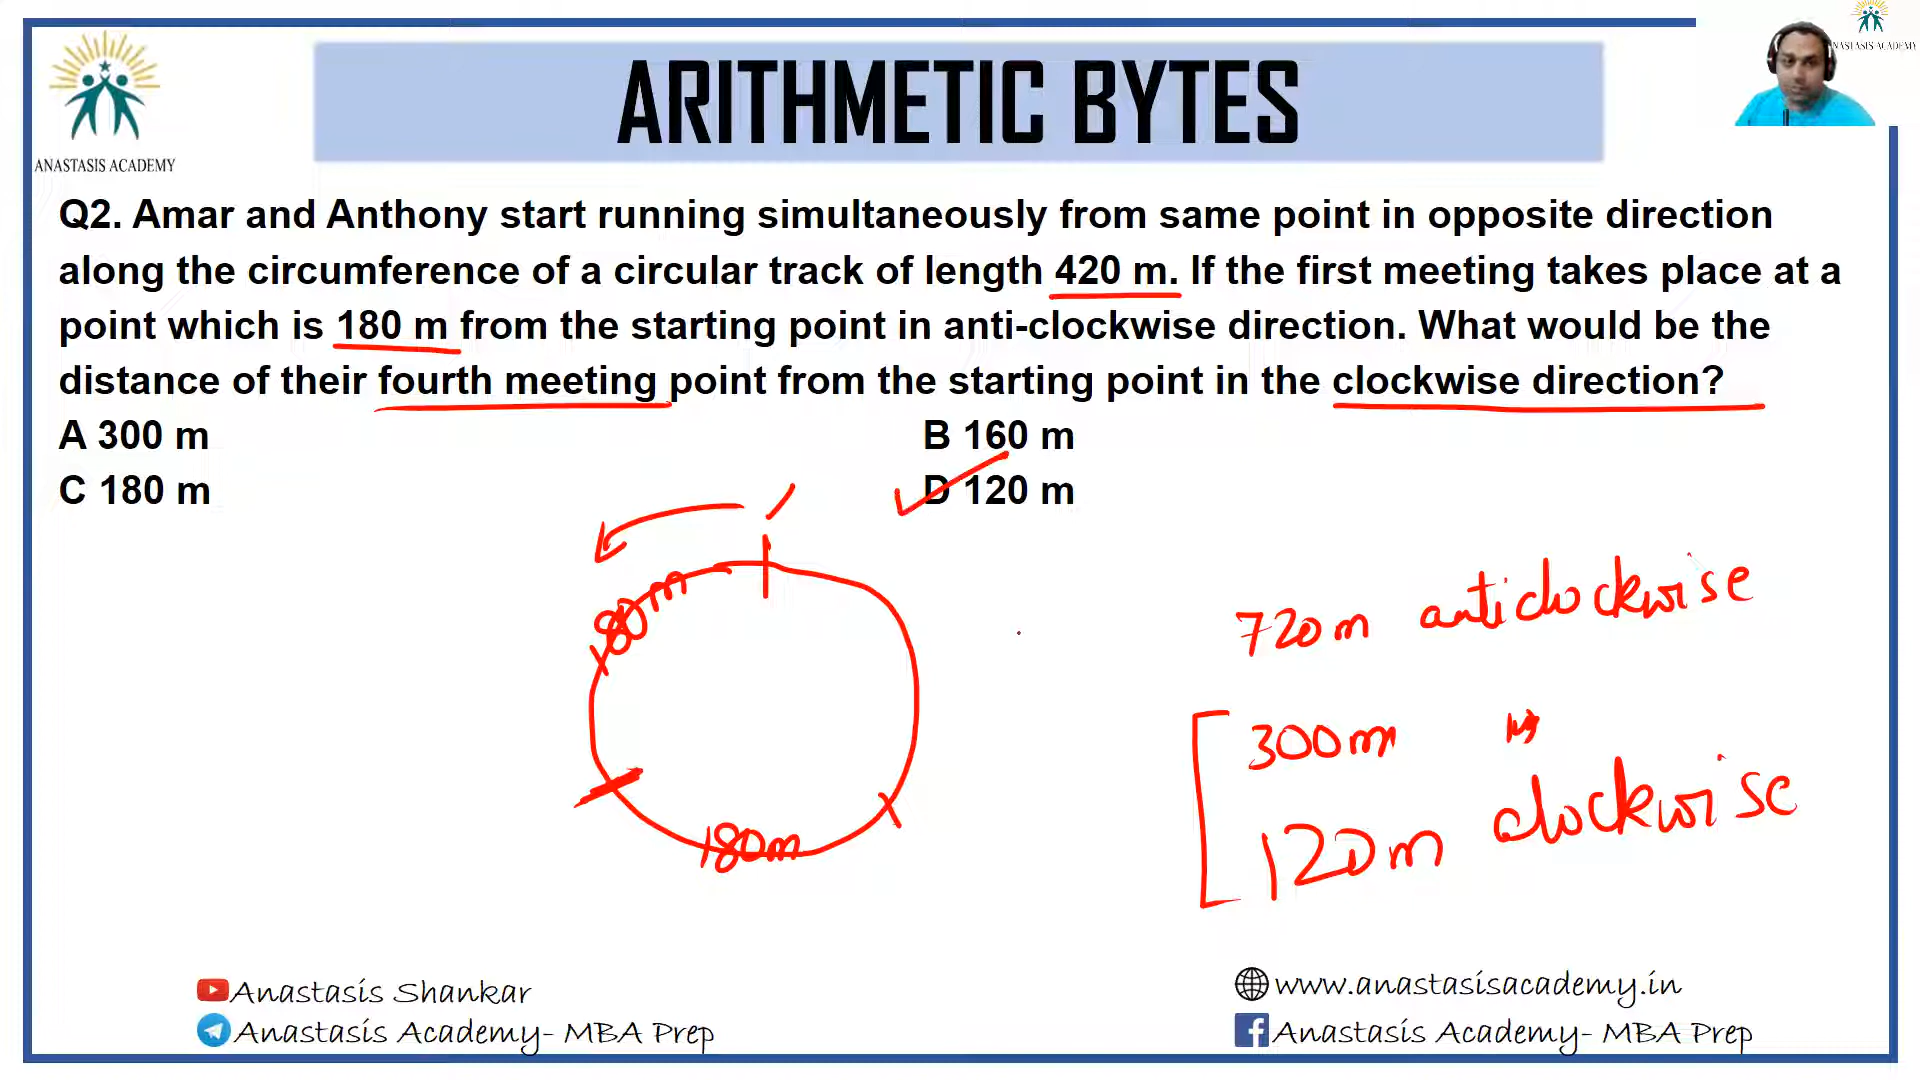 ANASTASIS ACADEMY
ARITHMETIC BYTES
NASTASIS ACADEMY
Q2. Amar and Anthony start running simultaneously from same point in opposite direction
along the circumference of a circular track of length 420 m. If the first meeting takes place at a
point which is 180 m from the starting point in anti-clockwise direction. What would be the
distance of their fourth meeting point from the starting point in the clockwise direction?
A 300 m B 160 m
C 180 m D 120 m
180m
180m
720m anticlockwise
300m
120m clockwise
Anastasis Shankar
Anastasis Academy- MBA Prep
www.anastasisacademy.in
Anastasis Academy- MBA Prep